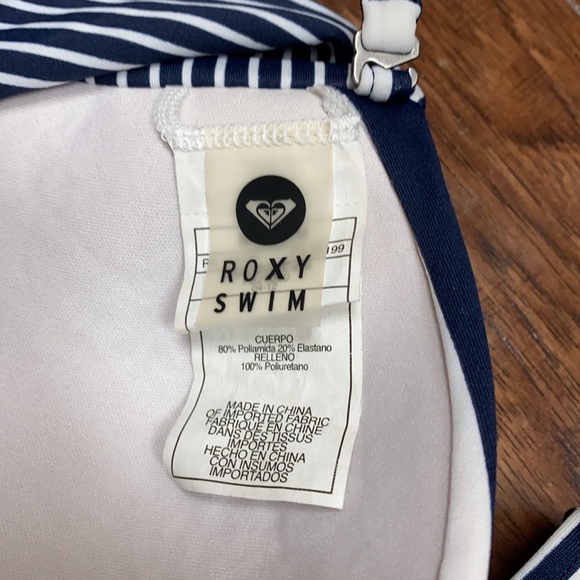 199
ROXY
SWIM
CUERPO
80% Poliamida 20% Elastano
RELLENO
100% Poliuretano
MADE IN CHINA
OF IMPORTED FABRIC
FABRIQUE EN CHINE
DANS DES TISSUS
IMPORTES
HECHO EN CHINA
CON INSUMOS
IMPORTADOS